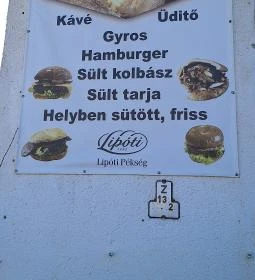 Kávé Üdítő
Gyros
Hamburger
Sült kolbász
Sült tarja
Helyben sütött, friss
Lipóti
Lipóti Pékség
Z
13 2